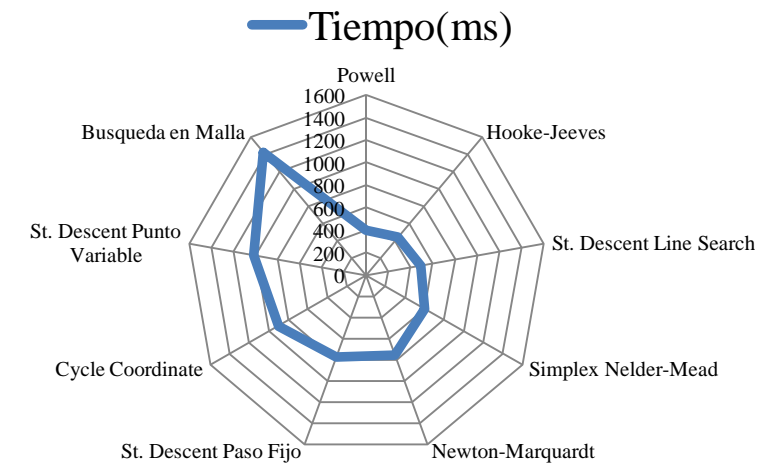 Tiempo(ms)
Powell
1600
1400
1200
1000
800
600
400
200
0
Hooke-Jeeves
St. Descent Line Search
Simplex Nelder-Mead
Newton-Marquardt
St. Descent Paso Fijo
Cycle Coordinate
St. Descent Punto
Variable
Busqueda en Malla